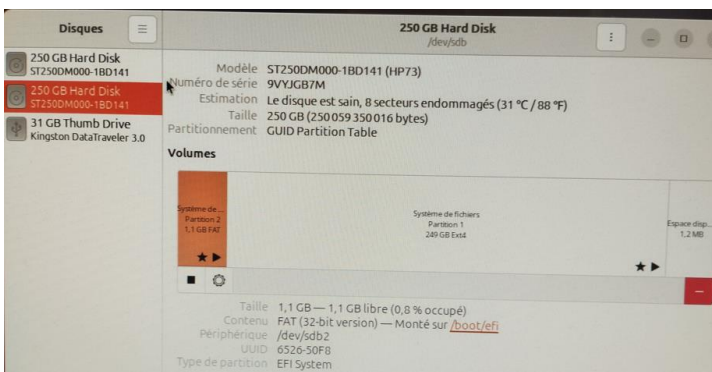 Disques
250 GB Hard Disk
/dev/sdb
250 GB Hard Disk
ST250DM000-1BD141
250 GB Hard Disk
ST250DM000-1BD141
31 GB Thumb Drive
Kingston DataTraveler 3.0
Modèle ST250DM000-1BD141 (HP73)
Numéro de série 9VYJGB7M
Estimation Le disque est sain, 8 secteurs endommagés (31 °C / 88 °F)
Taille 250 GB (250 059 350 016 bytes)
Partitionnement GUID Partition Table
Volumes
Système de ...
Partition 2
1,1 GB FAT
Système de fichiers
Partition 1
249 GB Ext4
Espace disp...
1,2 MB
Taille 1,1 GB — 1,1 GB libre (0,8 % occupé)
Contenu FAT (32-bit version) — Monté sur /boot/efi
Périphérique /dev/sdb2
UUID 6526-50F8
Type de partition EFI System